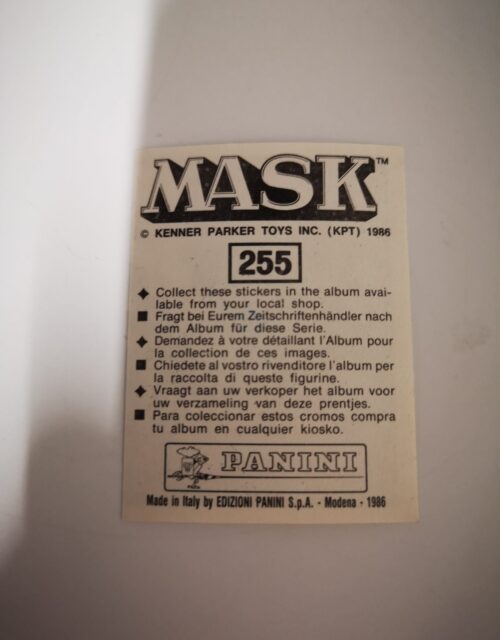 MASK™
© KENNER PARKER TOYS INC. (KPT) 1986
255
✦ Collect these stickers in the album avai-
lable from your local shop.
■ Fragt bei Eurem Zeitschriftenhändler nach
dem Album für diese Serie.
✦ Demandez à votre détaillant l'Album pour
la collection de ces images.
■ Chiedete al vostro rivenditore l'album per
la raccolta di queste figurine.
✦ Vraagt aan uw verkoper het album voor
uw verzameling van deze prentjes.
■ Para coleccionar estos cromos compra
tu album en cualquier kiosko.
PANINI
Made in Italy by EDIZIONI PANINI S.p.A. - Modena - 1986